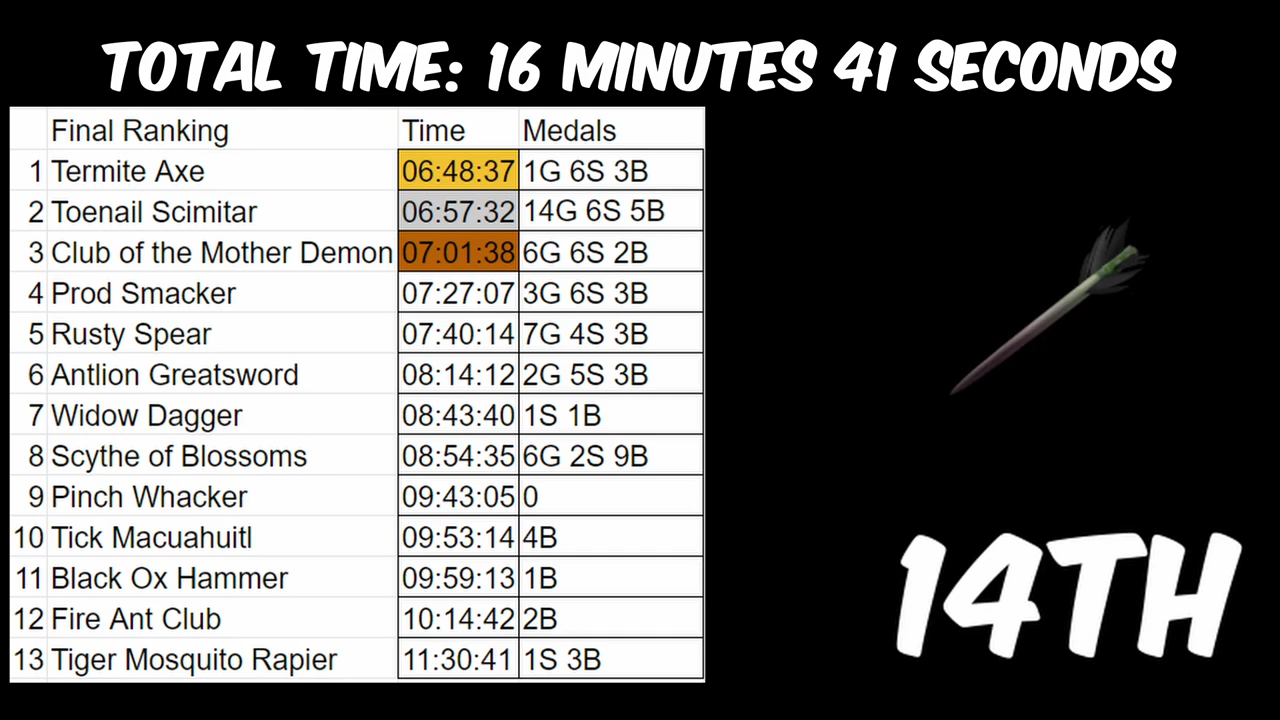 TOTAL TIME: 16 MINUTES 41 SECONDS
Final Ranking Time Medals
1 Termite Axe 06:48:37 1G 6S 3B
2 Toenail Scimitar 06:57:32 14G 6S 5B
3 Club of the Mother Demon 07:01:38 6G 6S 2B
4 Prod Smacker 07:27:07 3G 6S 3B
5 Rusty Spear 07:40:14 7G 4S 3B
6 Antlion Greatsword 08:14:12 2G 5S 3B
7 Widow Dagger 08:43:40 1S 1B
8 Scythe of Blossoms 08:54:35 6G 2S 9B
9 Pinch Whacker 09:43:05 0
10 Tick Macuahuitl 09:53:14 4B
11 Black Ox Hammer 09:59:13 1B
12 Fire Ant Club 10:14:42 2B
13 Tiger Mosquito Rapier 11:30:41 1S 3B
14TH